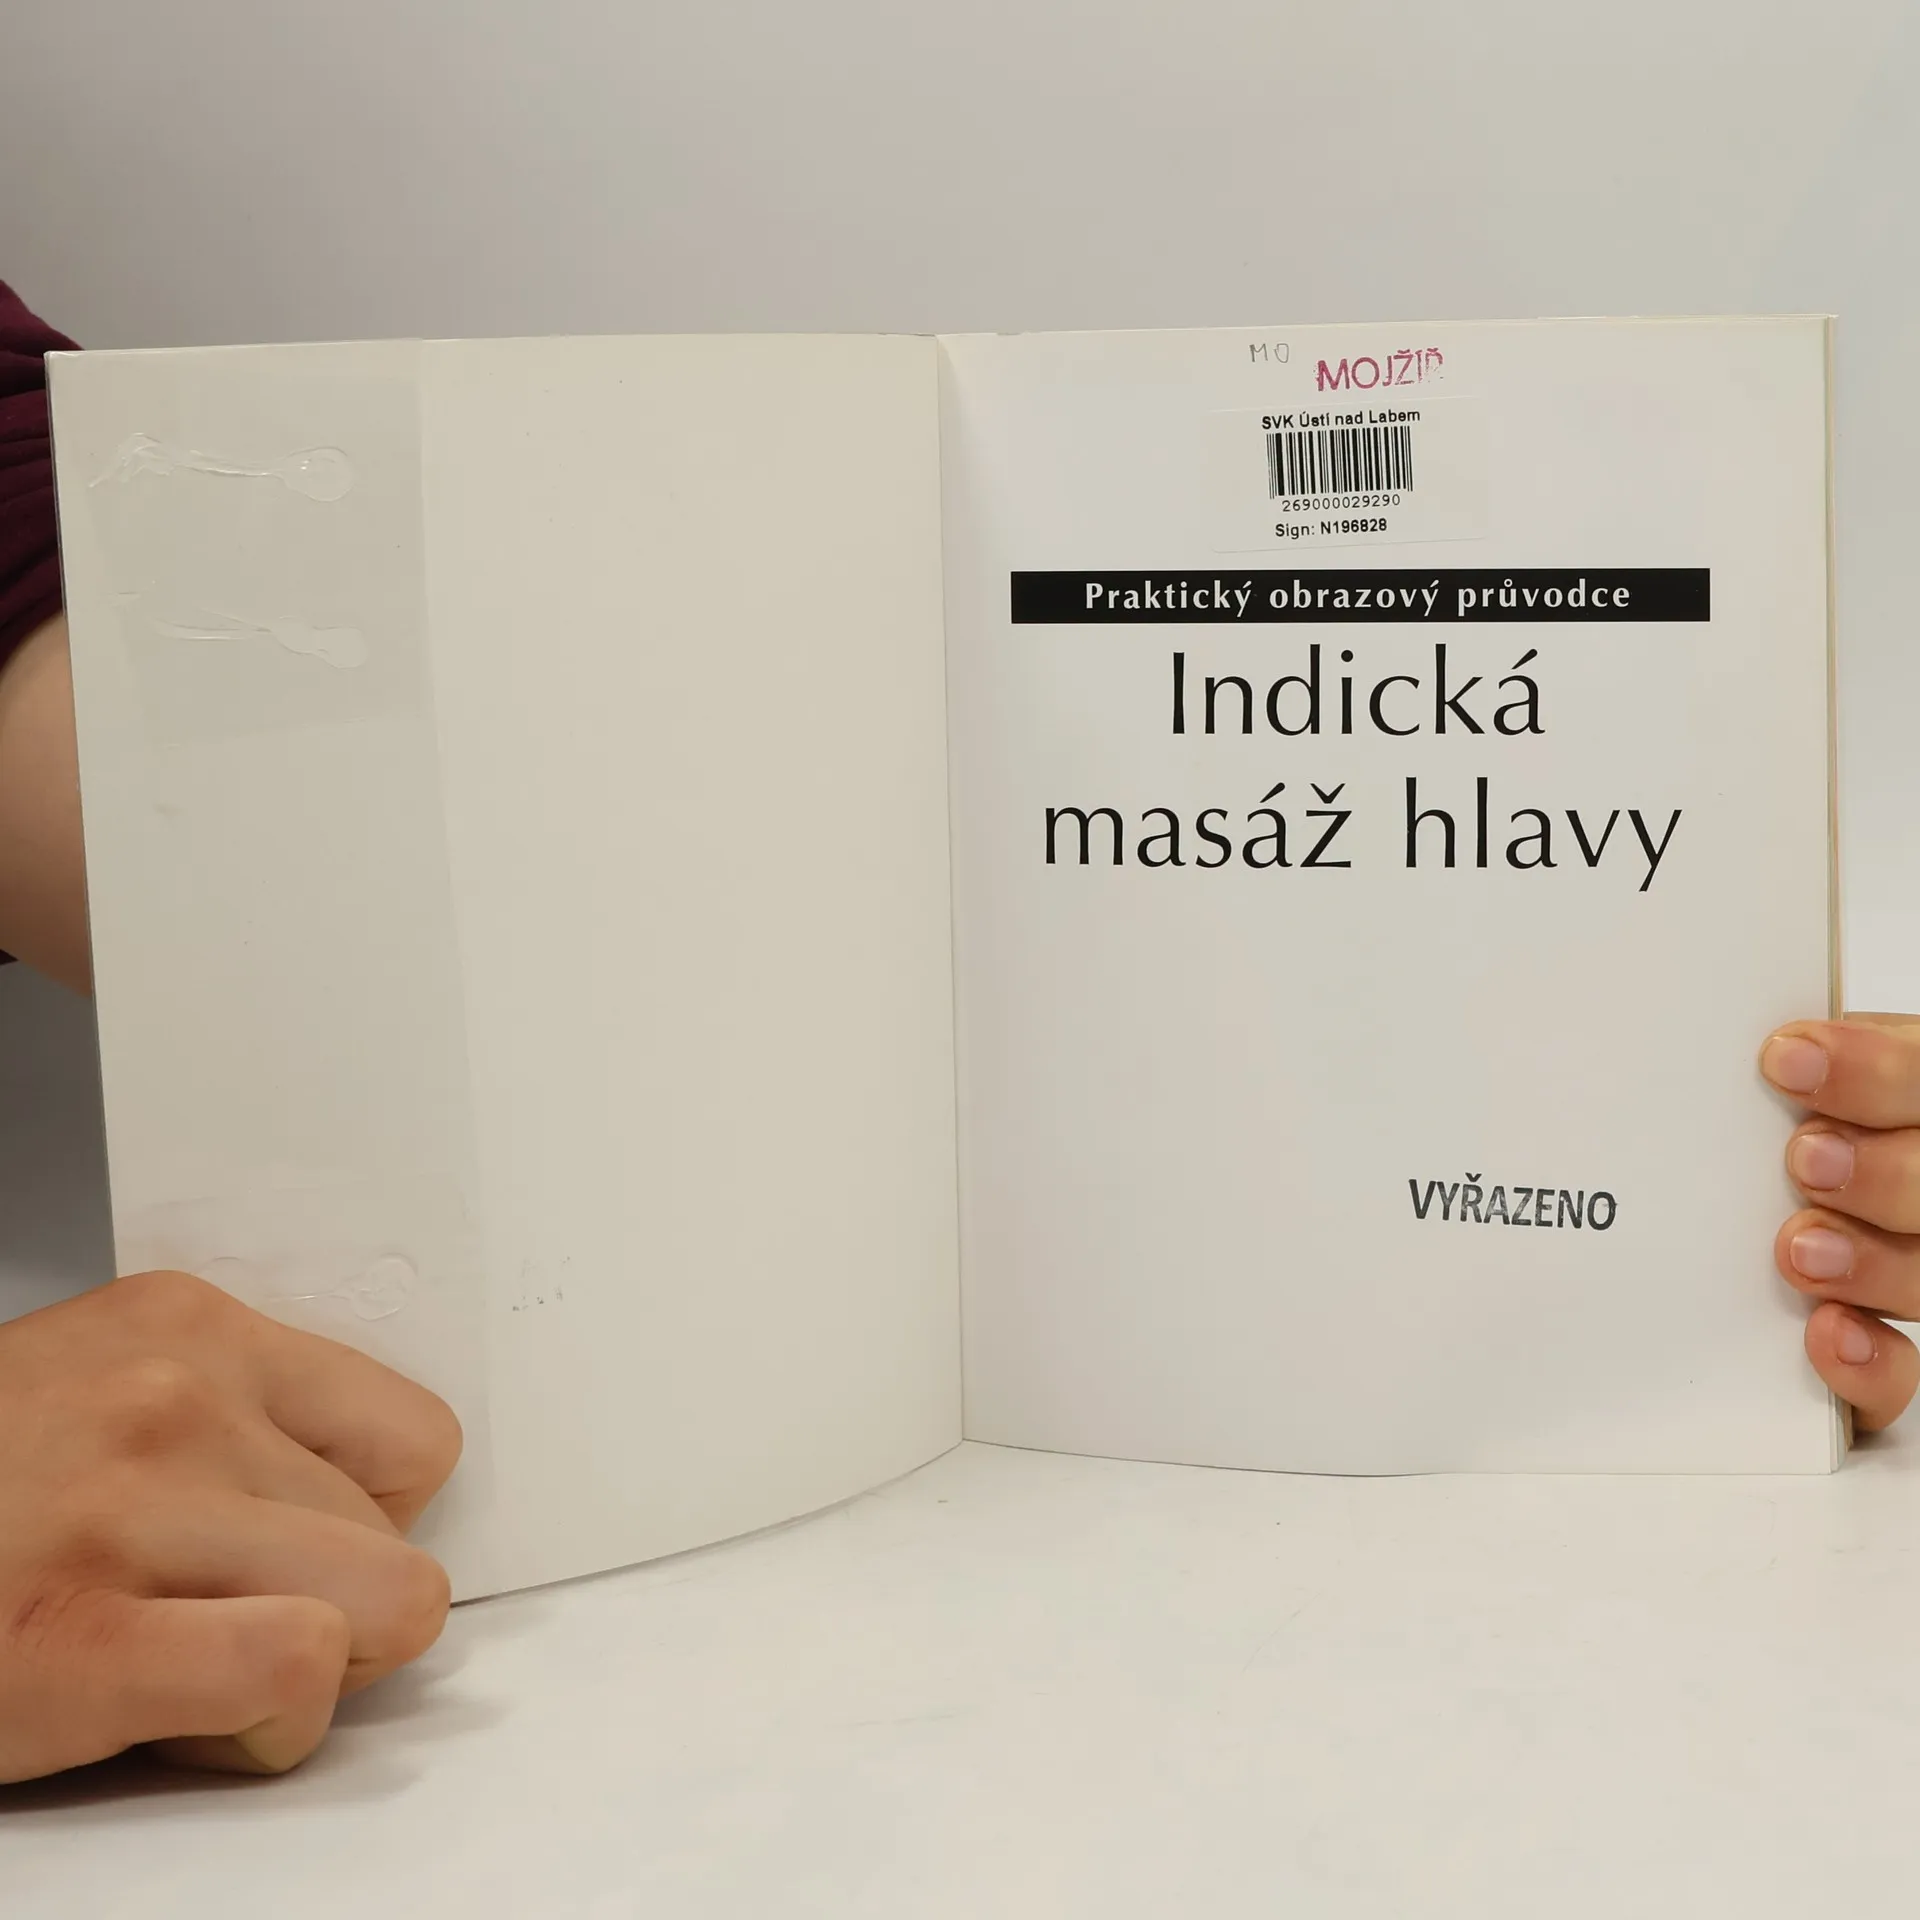 MO
MOJŽÍŘ
SVK Ústí nad Labem
269000029290
Sign: N196828
Praktický obrazový průvodce
Indická
masáž hlavy
VYŘAZENO